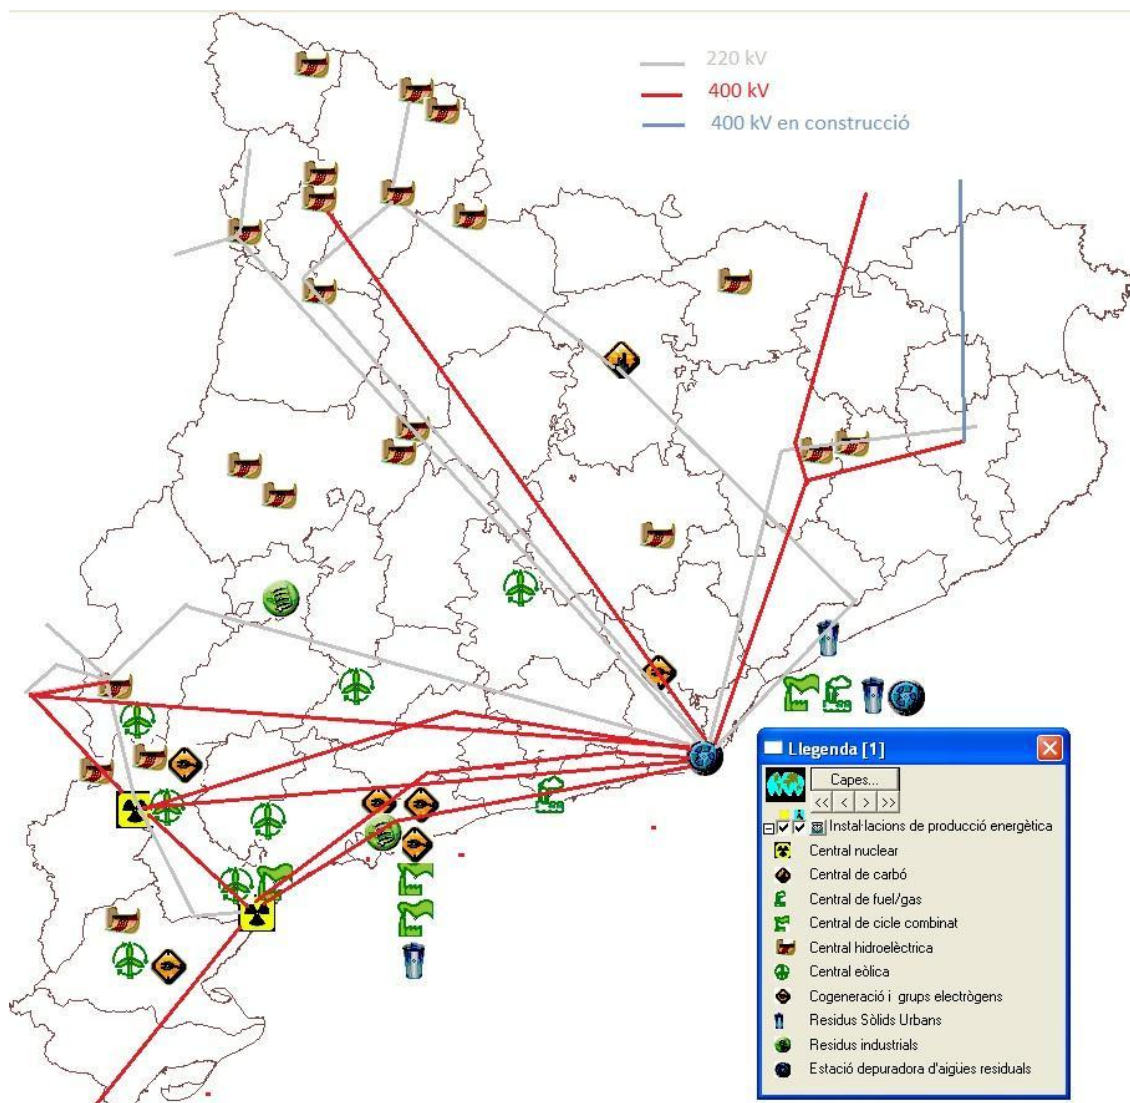 220 kV
400 kV
400 kV en construcció
Llegenda [1]
Capes...
<< < > >>
Instal·lacions de producció energètica
Central nuclear
Central de carbó
Central de fuel/gas
Central de cicle combinat
Central hidroelèctrica
Central eòlica
Cogeneració i grups electrògens
Residus Sòlids Urbans
Residus industrials
Estació depuradora d'aigües residuals